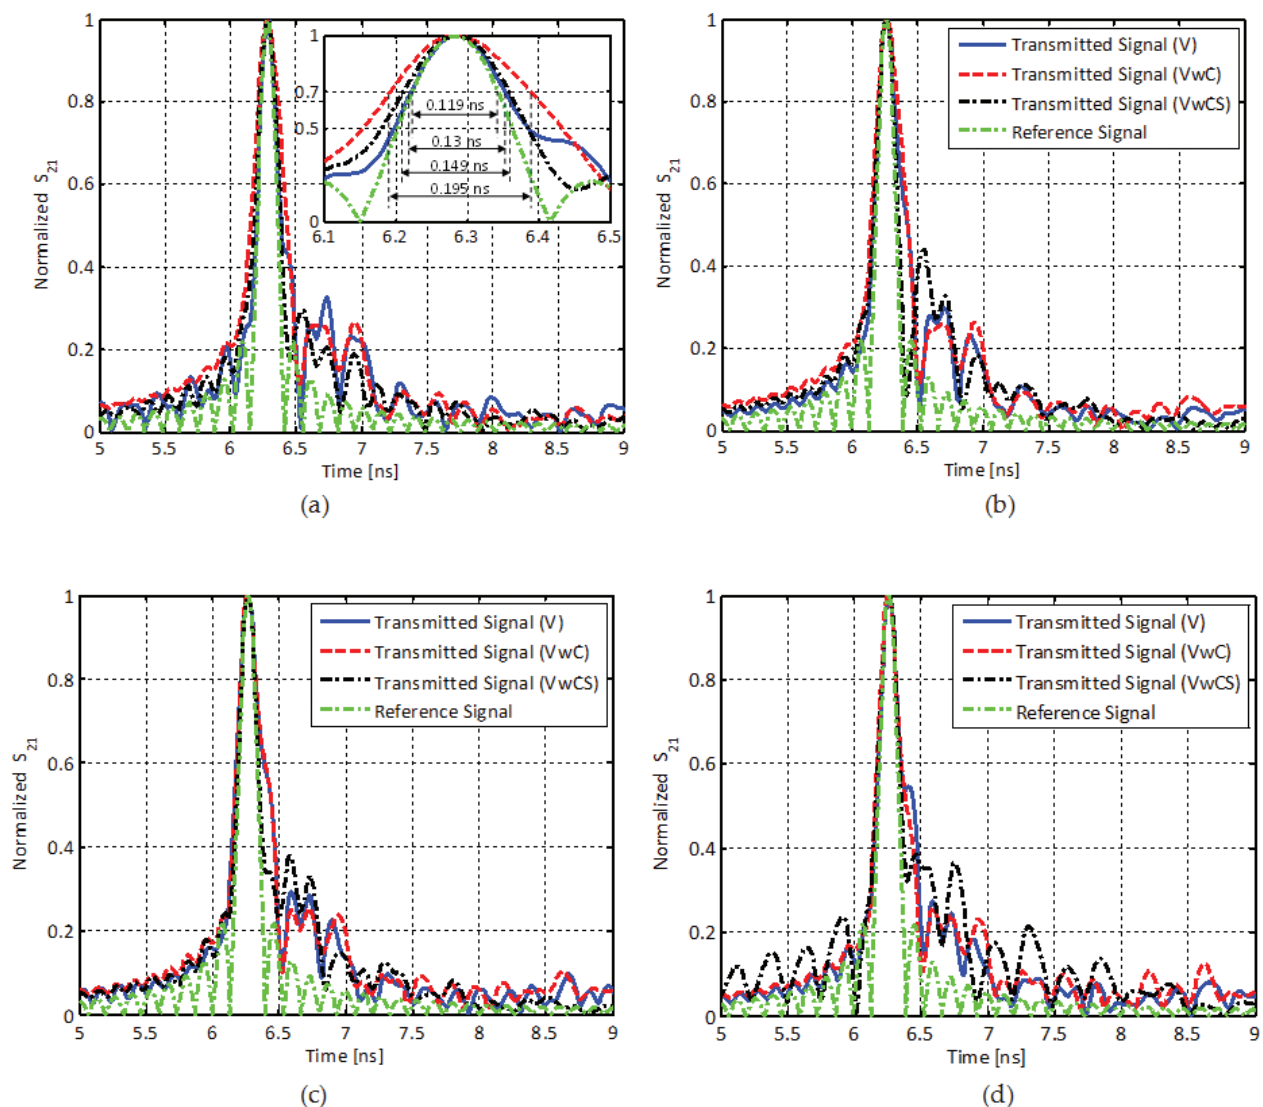 1
0.8
0.6
0.4
0.2
0
Normalized S21
5 5.5 6 6.5 7 7.5 8 8.5 9
Time [ns]
1
0.7
0.5
0
0.119 ns
0.13 ns
0.149 ns
0.195 ns
6.1 6.2 6.3 6.4 6.5
(a)
1
0.8
0.6
0.4
0.2
0
Normalized S21
Transmitted Signal (V)
Transmitted Signal (VwC)
Transmitted Signal (VwCS)
Reference Signal
5 5.5 6 6.5 7 7.5 8 8.5 9
Time [ns]
(b)
1
0.8
0.6
0.4
0.2
0
Normalized S21
Transmitted Signal (V)
Transmitted Signal (VwC)
Transmitted Signal (VwCS)
Reference Signal
5 5.5 6 6.5 7 7.5 8 8.5 9
Time [ns]
(c)
1
0.8
0.6
0.4
0.2
0
Normalized S21
Transmitted Signal (V)
Transmitted Signal (VwC)
Transmitted Signal (VwCS)
Reference Signal
5 5.5 6 6.5 7 7.5 8 8.5 9
Time [ns]
(d)